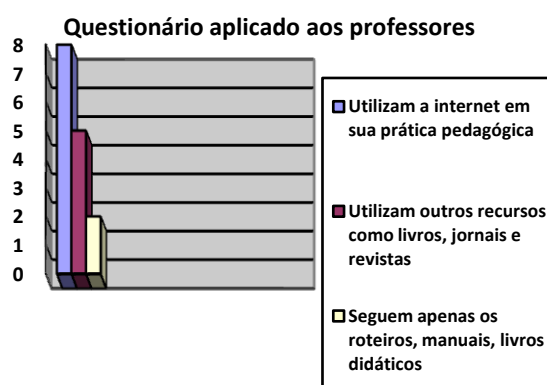 Questionário aplicado aos professores
8
7
6
5
4
3
2
1
0
Utilizam a internet em
sua prática pedagógica
Utilizam outros recursos
como livros, jornais e
revistas
Seguem apenas os
roteiros, manuais, livros
didáticos